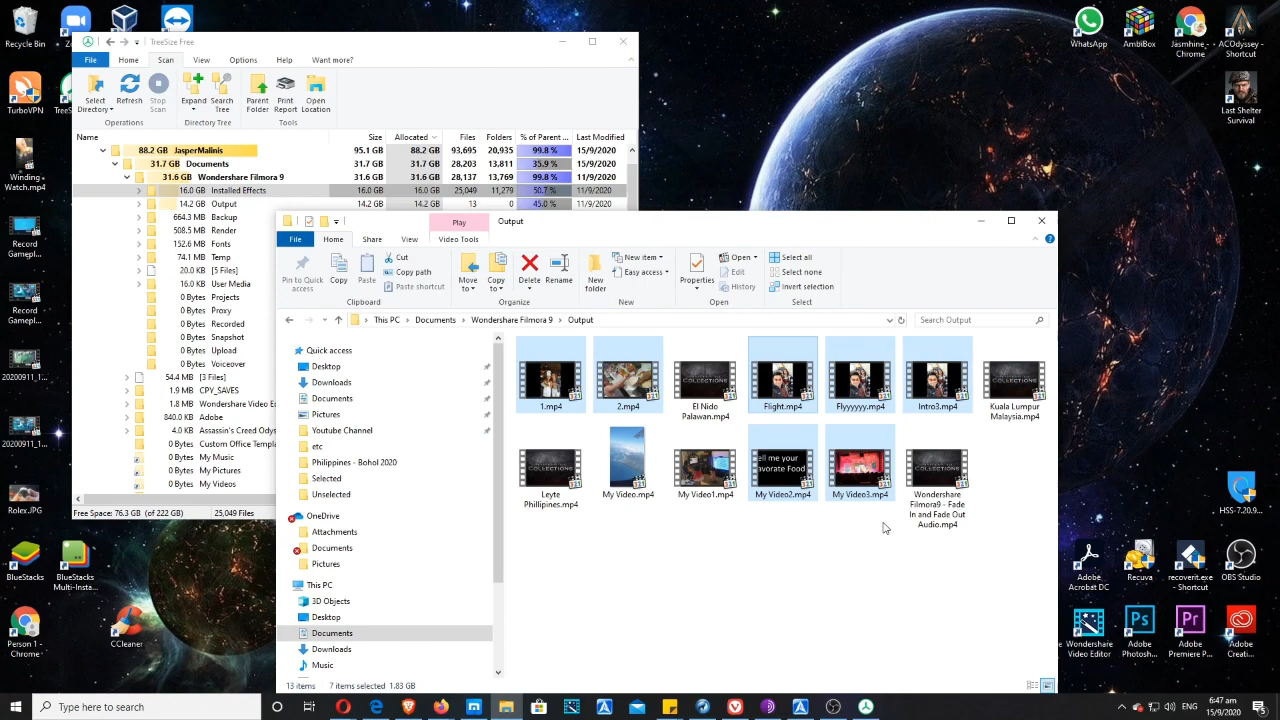 Recycle Bin
TurboVPN
Winding -
Watch.mp4
Record
Gamepl...
Record
Gamepl...
20200911_1...
20200911_1...
Rolex.JPG
BlueStacks
BlueStacks
Multi-Insta...
Person 1 -
Chrome
CCleaner
TreeSize Free
File
Home
Scan
View
Options
Help
Want more?
Select
Directory
Refresh
Stop
Scan
Expand
Search
Tree
Parent
Folder
Print
Report
Open
Location
Operations
Directory Tree
Tools
Name
Size
Allocated
Files
Folders
% of Parent ...
Last Modified
88.2 GB JasperMalinis 95.1 GB 88.2 GB 93,695 20,935 99.8 % 15/9/2020
31.7 GB Documents 31.7 GB 31.7 GB 28,203 13,811 35.9 % 15/9/2020
31.6 GB Wondershare Filmora 9 31.6 GB 31.6 GB 28,137 13,769 99.8 % 11/9/2020
16.0 GB Installed Effects 16.0 GB 16.0 GB 25,049 11,279 50.7 % 11/9/2020
14.2 GB Output 14.2 GB 14.2 GB 13 0 45.0 % 11/9/2020
664.3 MB Backup
508.5 MB Render
152.6 MB Fonts
74.1 MB Temp
20.0 KB [5 Files]
16.0 KB User Media
0 Bytes Projects
0 Bytes Proxy
0 Bytes Recorded
0 Bytes Snapshot
0 Bytes Upload
0 Bytes Voiceover
54.4 MB [3 Files]
1.9 MB CPY_SAVES
1.8 MB Wondershare Video Ed
840.0 KB Adobe
4.0 KB Assassin's Creed Odys
0 Bytes Custom Office Templa
0 Bytes My Music
0 Bytes My Pictures
0 Bytes My Videos
Free Space: 76.3 GB (of 222 GB)
25,049 Files
Play
Output
File
Home
Share
View
Video Tools
Pin to Quick
access
Copy
Paste
Cut
Copy path
Paste shortcut
Move
to
Copy
to
Delete
Rename
New
folder
New item
Easy access
Properties
Open
Edit
History
Select all
Select none
Invert selection
Clipboard
Organize
New
Open
Select
This PC
Documents
Wondershare Filmora 9
Output
Search Output
Quick access
Desktop
Downloads
Documents
Pictures
Youtube Channel
etc
Philippines - Bohol 2020
Selected
Unselected
OneDrive
Attachments
Documents
Pictures
This PC
3D Objects
Desktop
Documents
Downloads
Music
COLLECTIONS
COLLECTIONS
1.mp4
2.mp4
El Nido
Palawan.mp4
Flight.mp4
Flyyyyyy.mp4
Intro3.mp4
Kuala Lumpur
Malaysia.mp4
COLLECTIONS
ell me your
avorate Food
COLLECTIONS
Leyte
Phillipines.mp4
My Video.mp4
My Video1.mp4
My Video2.mp4
My Video3.mp4
Wondershare
Filmora9 - Fade
In and Fade Out
Audio.mp4
13 items
7 items selected 1.83 GB
WhatsApp
AmbiBox
Jasmhine_-
Chrome
ACOdyssey -
Shortcut
Last Shelter
Survival
HSS-7.20.9...
Adobe
Acrobat DC
Recuva
recoverit.exe
- Shortcut
OBS Studio
Wondershare
Video Editor
Adobe
Photosh...
Adobe
Premiere P...
Adobe
Creati...
Type here to search
ENG
6:47 am
15/9/2020